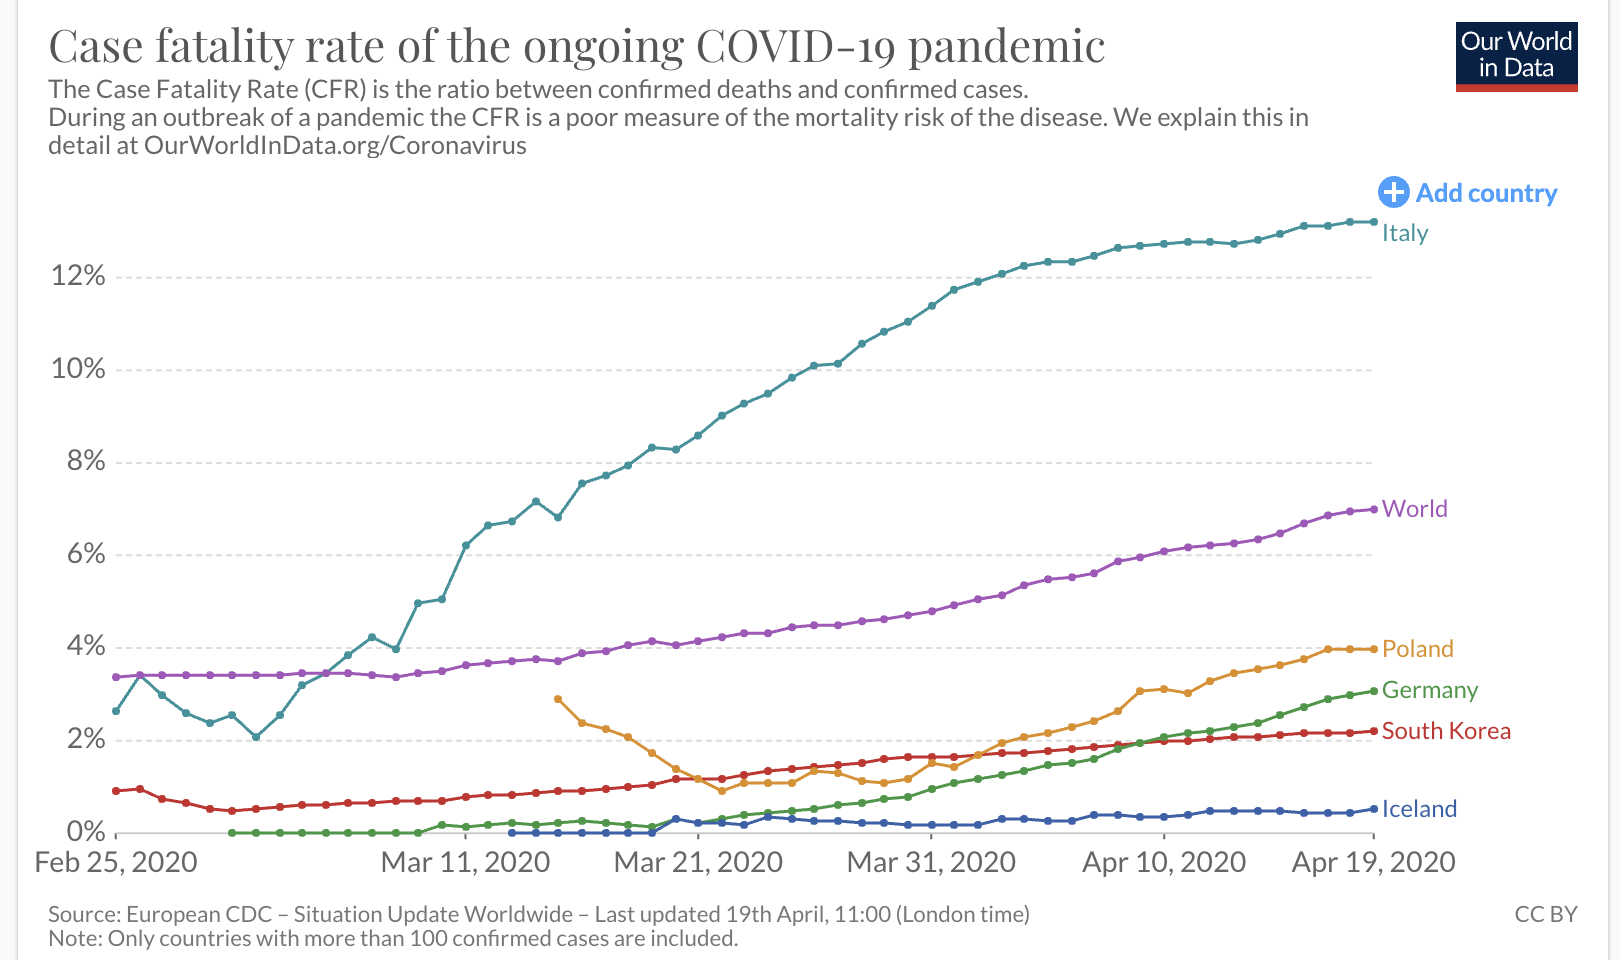 Case fatality rate of the ongoing COVID-19 pandemic
Our World
in Data
The Case Fatality Rate (CFR) is the ratio between confirmed deaths and confirmed cases.
During an outbreak of a pandemic the CFR is a poor measure of the mortality risk of the disease. We explain this in
detail at OurWorldInData.org/Coronavirus
Add country
Italy
12%
10%
8%
World
6%
4%
Poland
Germany
2%
South Korea
Iceland
0%
Feb 25, 2020 Mar 11, 2020 Mar 21, 2020 Mar 31, 2020 Apr 10, 2020 Apr 19, 2020
Source: European CDC – Situation Update Worldwide – Last updated 19th April, 11:00 (London time)
CC BY
Note: Only countries with more than 100 confirmed cases are included.